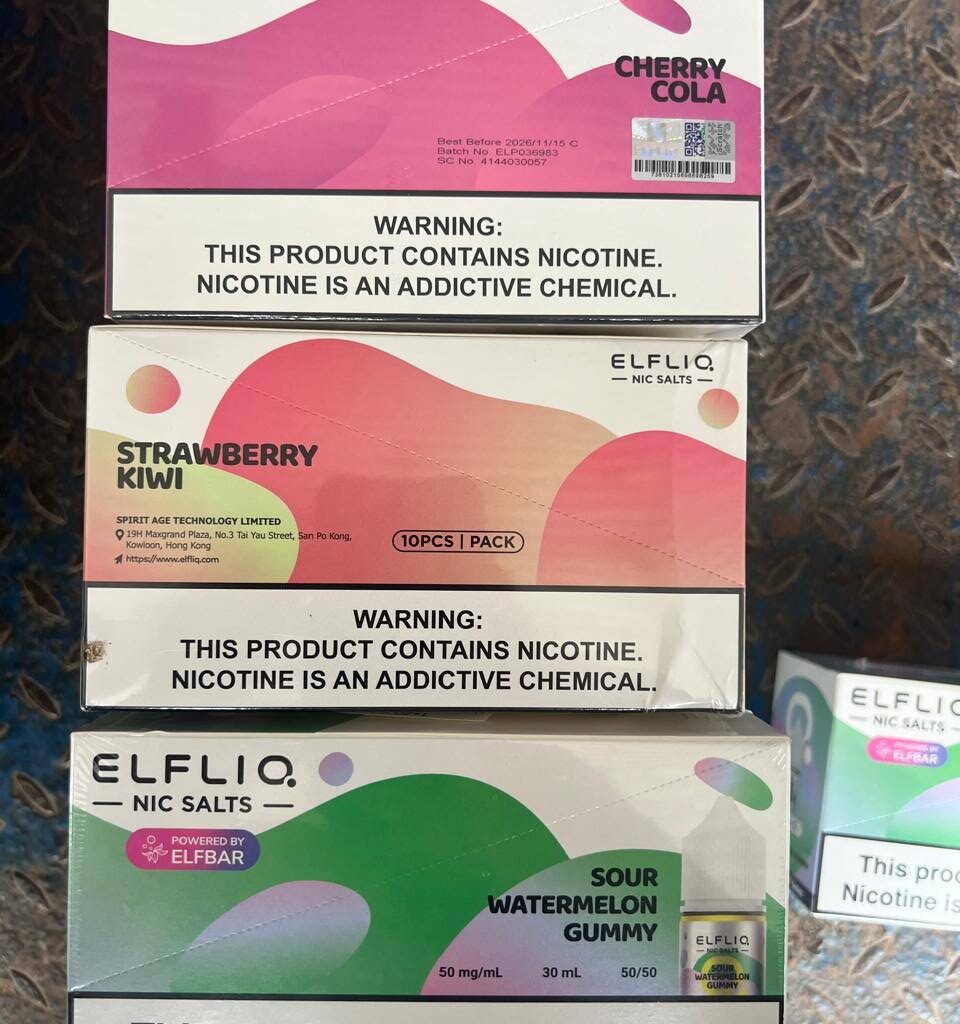 CHERRY
COLA
Best Before 2026/11/15 C
Batch No. ELP036983
SC No. 4144030057
WARNING:
THIS PRODUCT CONTAINS NICOTINE.
NICOTINE IS AN ADDICTIVE CHEMICAL.
ELFLIQ
NIC SALTS
STRAWBERRY
KIWI
SPIRIT AGE TECHNOLOGY LIMITED
19H Maxgrand Plaza, No.3 Tai Yau Street, San Po Kong,
Kowloon, Hong Kong
https://www.elfliq.com
10PCS | PACK
WARNING:
THIS PRODUCT CONTAINS NICOTINE.
NICOTINE IS AN ADDICTIVE CHEMICAL.
ELFLIQ
NIC SALTS
POWERED BY
ELFBAR
SOUR
WATERMELON
GUMMY
50 mg/mL 30 mL 50/50
ELFLIQ
NIC SALTS
SOUR
WATERMELON
GUMMY
ELFLIQ
NIC SALTS
POWERED BY
ELFBAR
This
Nicotine is